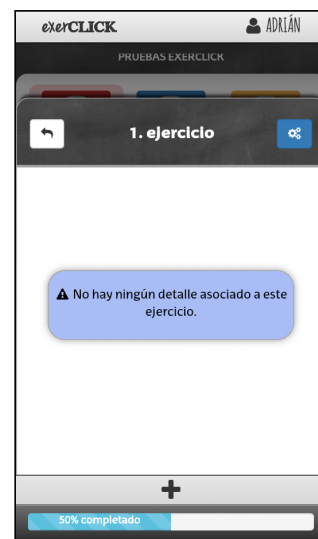 exerCLICK
ADRIÁN
PRUEBAS EXERCLICK
1. ejercicio
No hay ningún detalle asociado a este
ejercicio.
50% completado